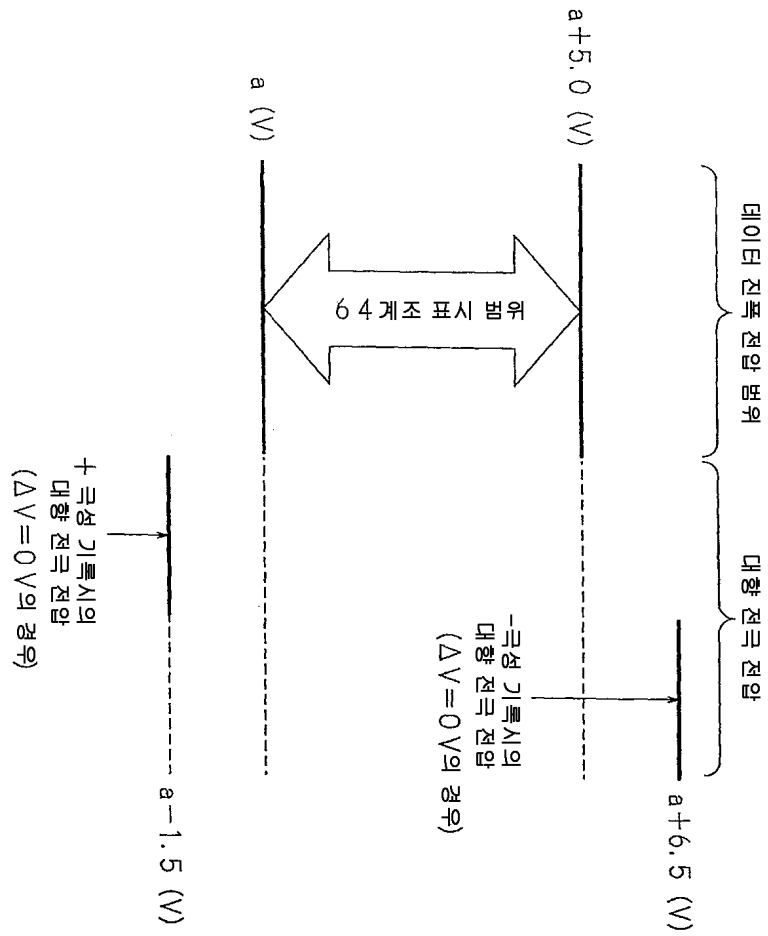 데이터 진폭 전압 범위
대향 전극 전압
a+6.5 (V)
a+5.0 (V)
64계조 표시 범위
-극성 기록시의
대향 전극 전압
(ΔV=0V의 경우)
a (V)
a-1.5 (V)
+극성 기록시의
대향 전극 전압
(ΔV=0V의 경우)